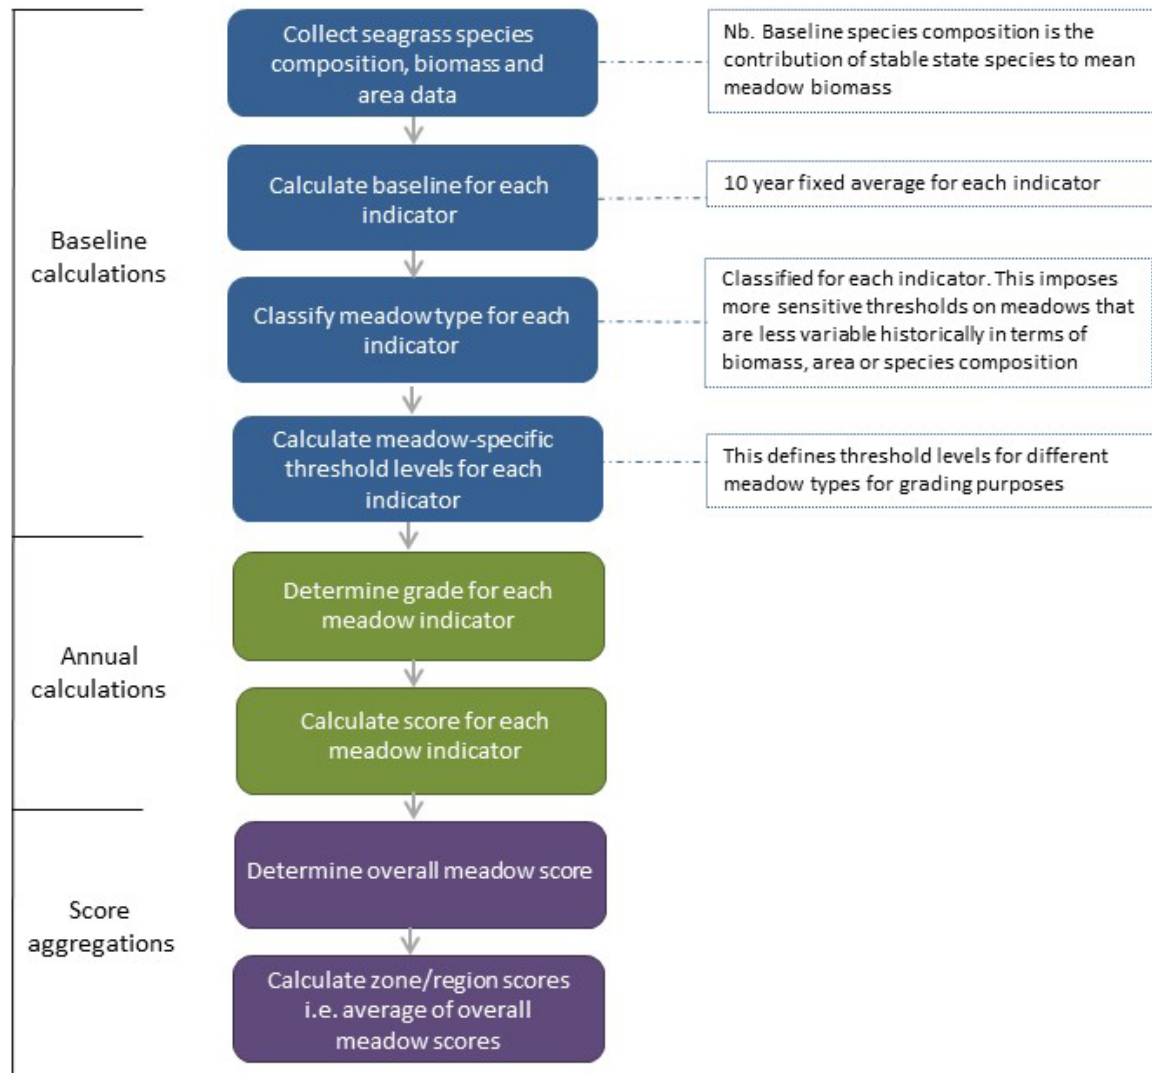 Collect seagrass species
composition, biomass and
area data
Nb. Baseline species composition is the
contribution of stable state species to mean
meadow biomass
Baseline
calculations
Calculate baseline for each
indicator
10 year fixed average for each indicator
Classify meadow type for each
indicator
Classified for each indicator. This imposes
more sensitive thresholds on meadows that
are less variable historically in terms of
biomass, area or species composition
Calculate meadow-specific
threshold levels for each
indicator
This defines threshold levels for different
meadow types for grading purposes
Annual
calculations
Determine grade for each
meadow indicator
Calculate score for each
meadow indicator
Score
aggregations
Determine overall meadow score
Calculate zone/region scores
i.e. average of overall
meadow scores